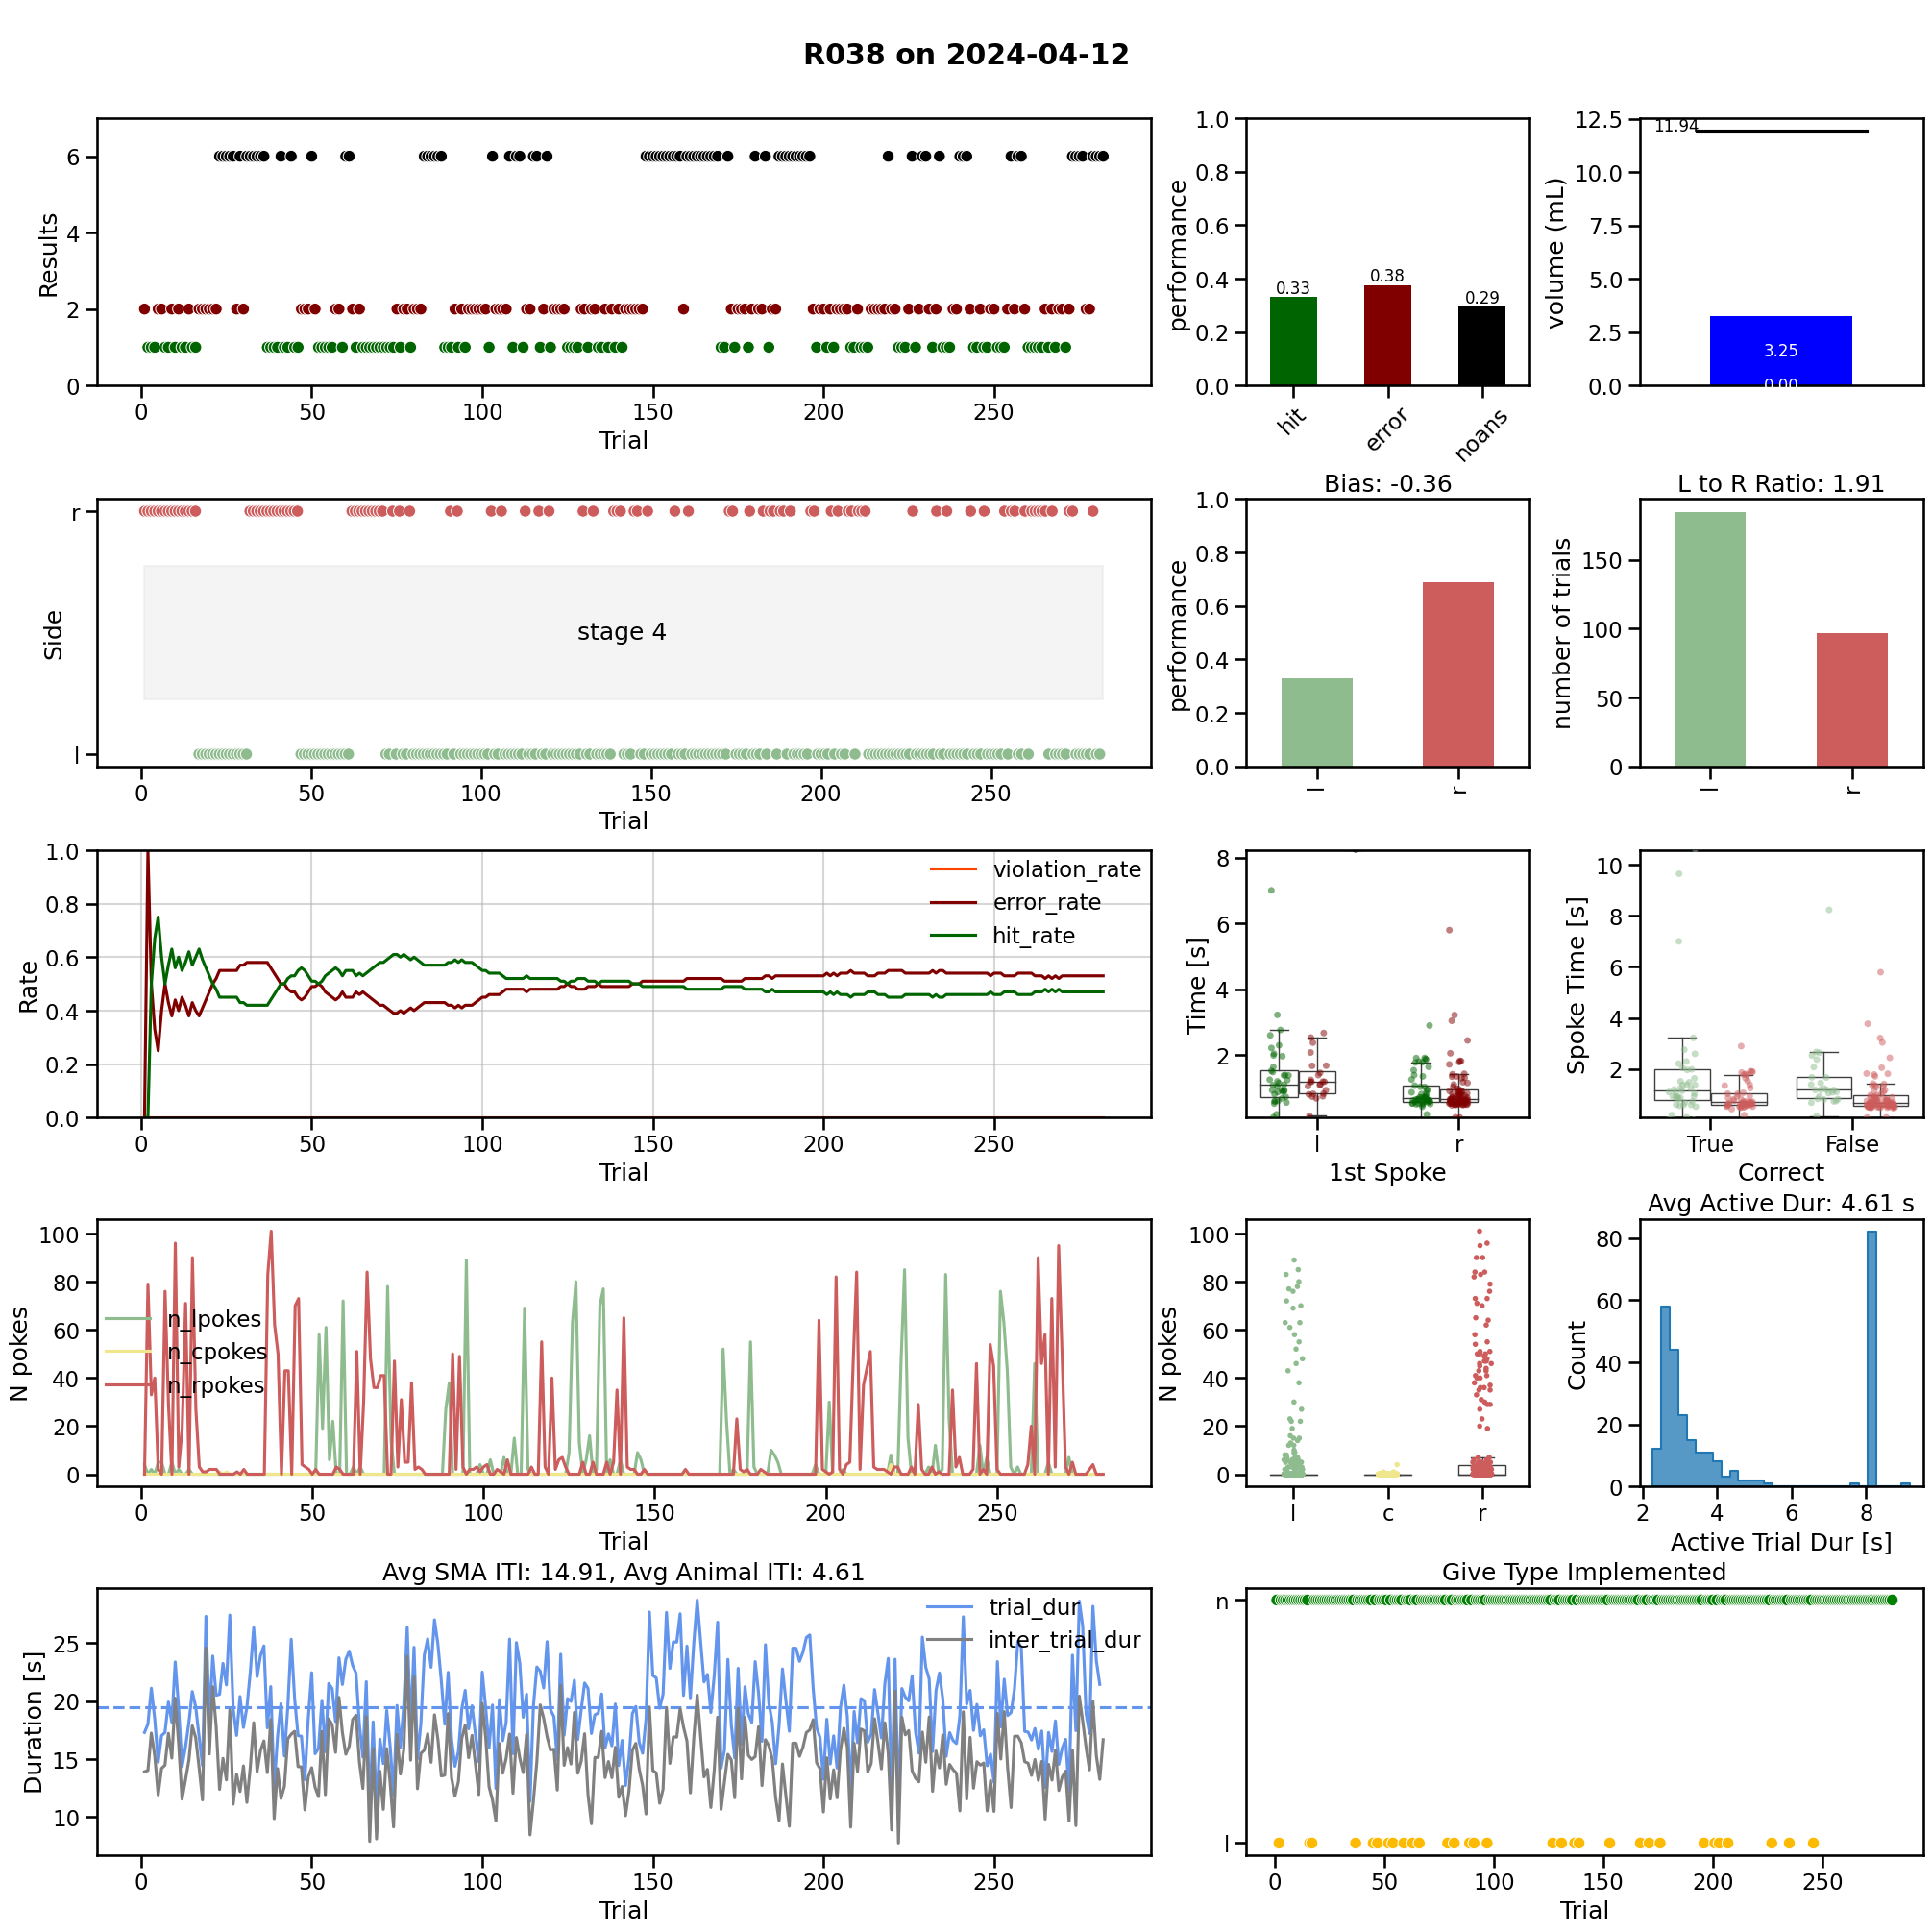 R038 on 2024-04-12
Results
6
4
2
0
0 50 100 150 200 250
Trial
performance
1.0
0.8
0.6
0.4
0.2
0.0
0.33
0.38
0.29
hit
error
noans
volume (mL)
12.5
10.0
7.5
5.0
2.5
0.0
11.94
3.25
0.00
Side
r
l
stage 4
0 50 100 150 200 250
Trial
Bias: -0.36
performance
1.0
0.8
0.6
0.4
0.2
0.0
l r
L to R Ratio: 1.91
number of trials
150
100
50
0
l r
Rate
1.0
0.8
0.6
0.4
0.2
0.0
violation_rate
error_rate
hit_rate
0 50 100 150 200 250
Trial
Time [s]
8
6
4
2
l r
1st Spoke
Spoke Time [s]
10
8
6
4
2
True False
Correct
N pokes
100
80
60
40
20
0
n_lpokes
n_cpokes
n_rpokes
0 50 100 150 200 250
Trial
N pokes
100
80
60
40
20
0
l c r
Avg Active Dur: 4.61 s
Count
80
60
40
20
0
2 4 6 8
Active Trial Dur [s]
Avg SMA ITI: 14.91, Avg Animal ITI: 4.61
Duration [s]
25
20
15
10
trial_dur
inter_trial_dur
0 50 100 150 200 250
Trial
Give Type Implemented
n
l
0 50 100 150 200 250
Trial